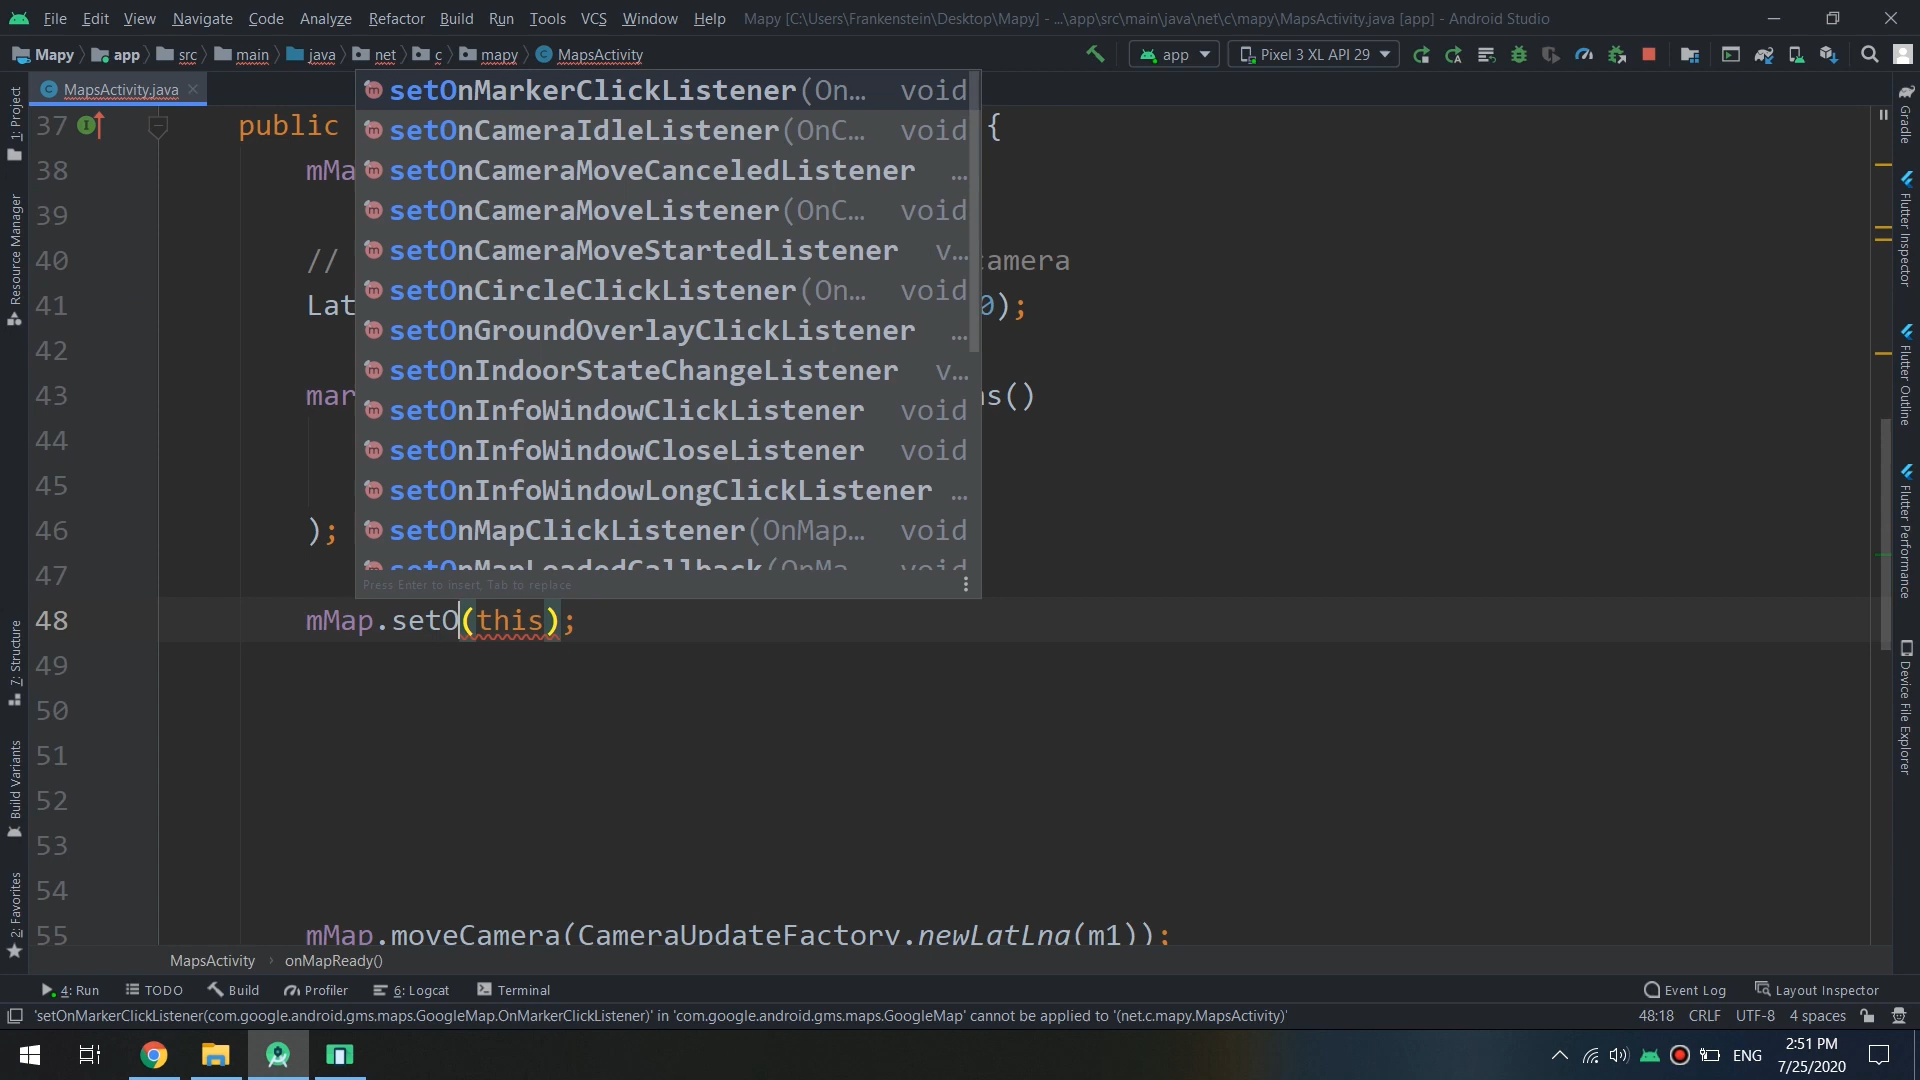 File Edit View Navigate Code Analyze Refactor Build Run Tools VCS Window Help Mapy [C:\Users\Frankenstein\Desktop\Mapy] - ...\app\src\main\java\net\c\mapy\MapsActivity.java [app] - Android Studio
Mapy app src main java net c mapy MapsActivity app Pixel 3 XL API 29
MapsActivity.java
1: Project
Resource Manager
7: Structure
Build Variants
2: Favorites
37 public {
38 mMa
39
40 // camera
41 Lat 0);
42
43 mar ns()
44
45
46 );
47
48 mMap.setO(this);
49
50
51
52
53
54
55 mMap.moveCamera(CameraUpdateFactory.newLatLng(m1));
setOnMarkerClickListener(On... void
setOnCameraIdleListener(OnC... void
setOnCameraMoveCanceledListener ...
setOnCameraMoveListener(OnC... void
setOnCameraMoveStartedListener v...
setOnCircleClickListener(On... void
setOnGroundOverlayClickListener ...
setOnIndoorStateChangeListener v...
setOnInfoWindowClickListener void
setOnInfoWindowCloseListener void
setOnInfoWindowLongClickListener ...
setOnMapClickListener(OnMap... void
setOnMapLoadedCallback(OnMa... void
Press Enter to insert, Tab to replace
Gradle
Flutter Inspector
Flutter Outline
Flutter Performance
Device File Explorer
MapsActivity onMapReady()
4: Run TODO Build Profiler 6: Logcat Terminal Event Log Layout Inspector
'setOnMarkerClickListener(com.google.android.gms.maps.GoogleMap.OnMarkerClickListener)' in 'com.google.android.gms.maps.GoogleMap' cannot be applied to '(net.c.mapy.MapsActivity)' 48:18 CRLF UTF-8 4 spaces
ENG 2:51 PM
7/25/2020